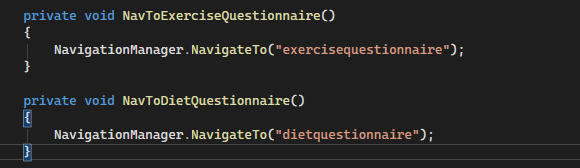 private void NavToExerciseQuestionnaire()
{
    NavigationManager.NavigateTo("exercisequestionnaire");
}

private void NavToDietQuestionnaire()
{
    NavigationManager.NavigateTo("dietquestionnaire");
}